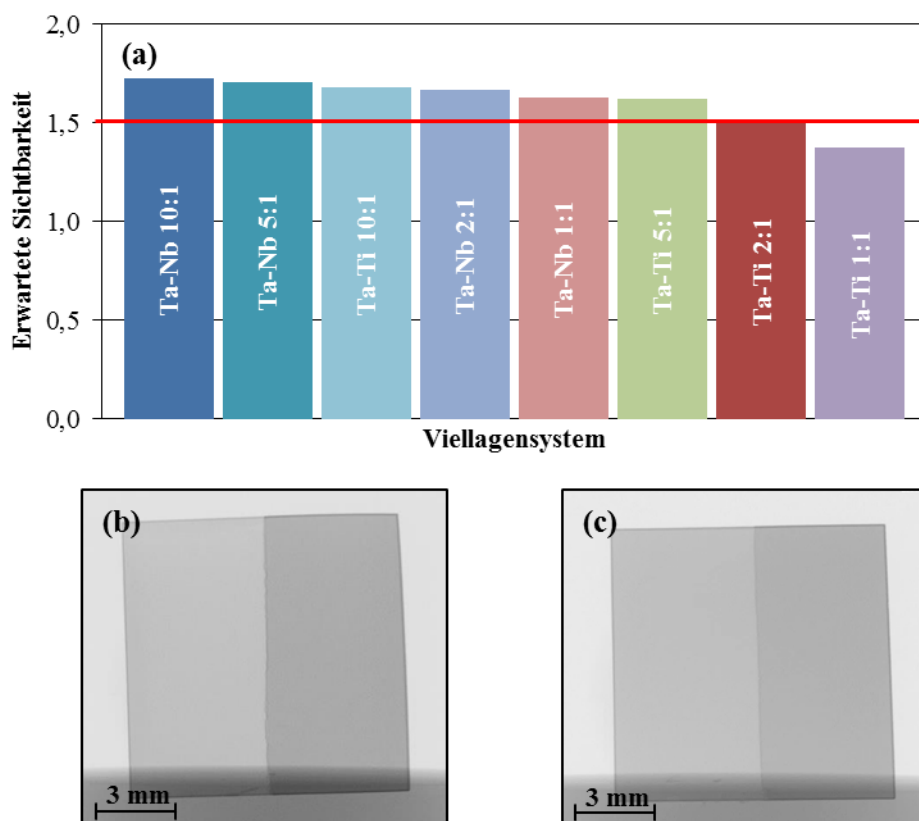 (a)
Erwartete Sichtbarkeit
2,0
1,5
1,0
0,5
0,0
Ta-Nb 10:1
Ta-Nb 5:1
Ta-Ti 10:1
Ta-Nb 2:1
Ta-Nb 1:1
Ta-Ti 5:1
Ta-Ti 2:1
Ta-Ti 1:1
Viellagensystem
(b)
3 mm
(c)
3 mm